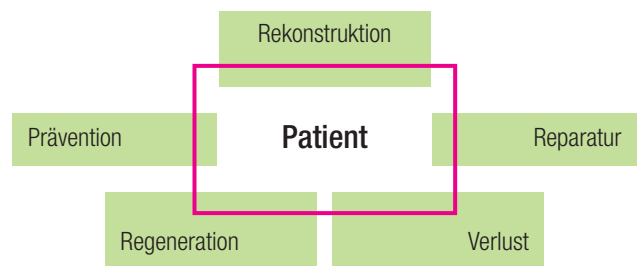 Rekonstruktion
Prävention
Patient
Reparatur
Regeneration
Verlust